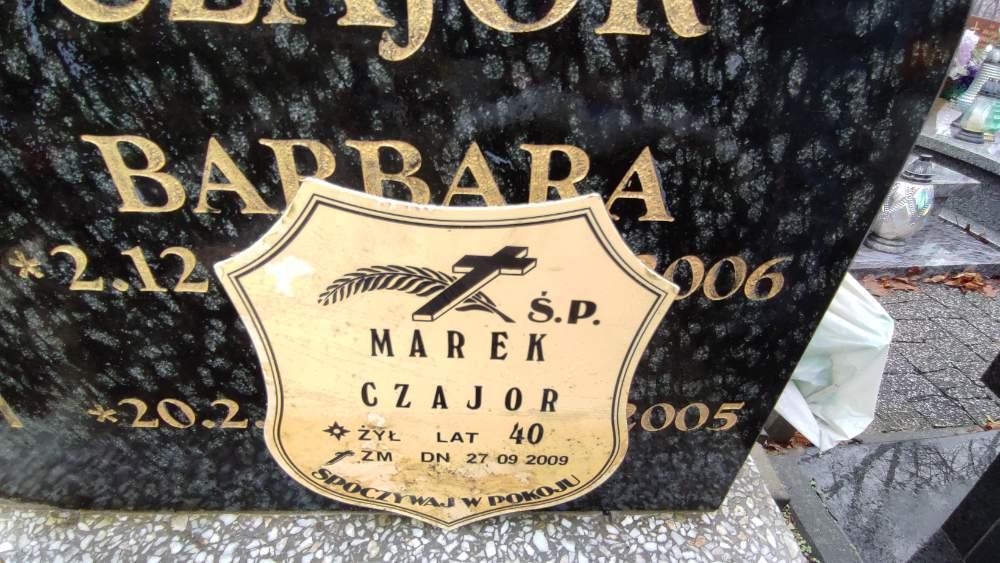 CZAJOR
BARBARA
*2.12 2006
*20.2. 2005
Ś.P.
MAREK
CZAJOR
ŻYŁ LAT 40
ZM DN 27 09 2009
SPOCZYWAJ W POKOJU